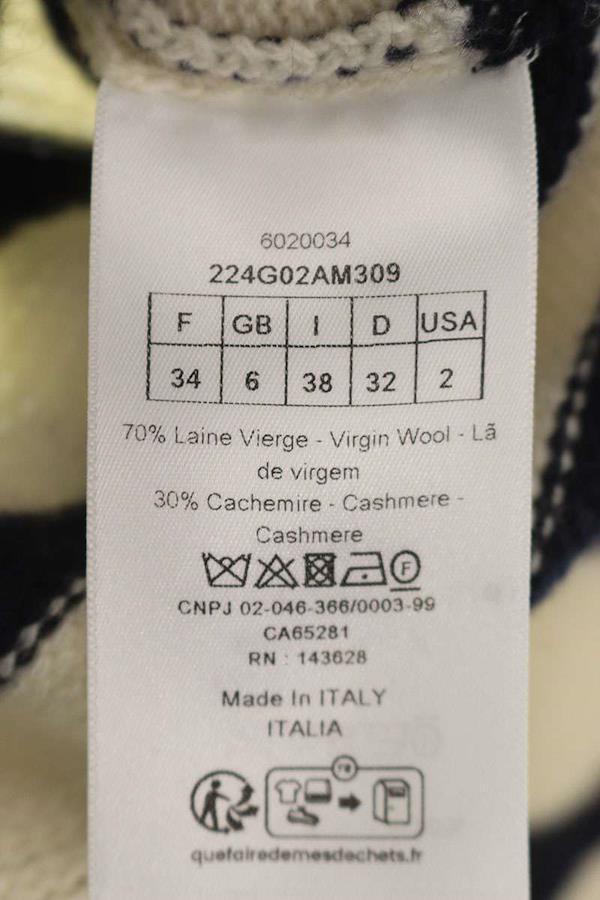 6020034
224G02AM309
F GB I D USA
34 6 38 32 2
70% Laine Vierge - Virgin Wool - Lã
de virgem
30% Cachemire - Cashmere -
Cashmere
F
CNPJ 02-046-366/0003-99
CA65281
RN : 143628
Made In ITALY
ITALIA
FR
quefairedemesdechets.fr